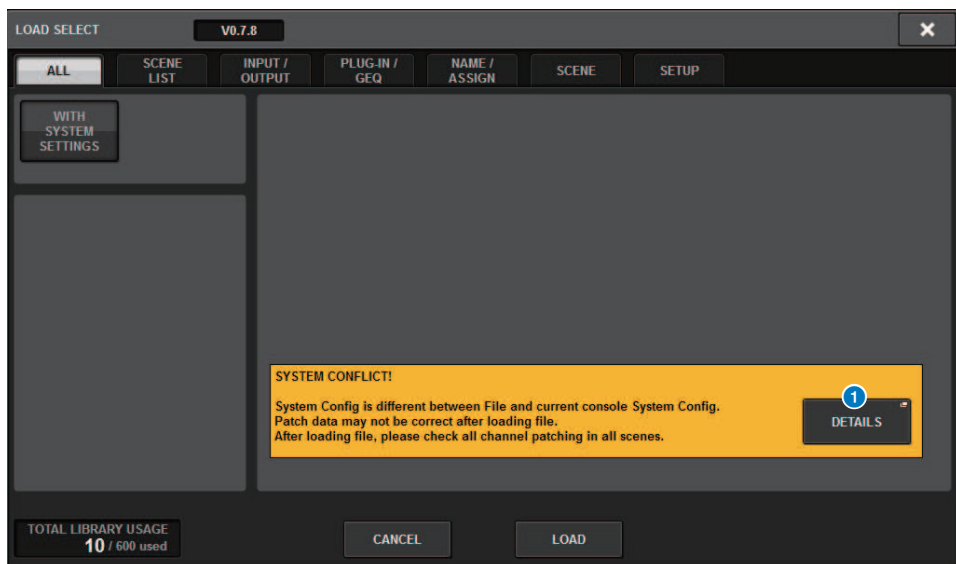 LOAD SELECT
V0.7.8
ALL
SCENE
LIST
INPUT /
OUTPUT
PLUG-IN /
GEQ
NAME /
ASSIGN
SCENE
SETUP
WITH
SYSTEM
SETTINGS
SYSTEM CONFLICT!
System Config is different between File and current console System Config.
Patch data may not be correct after loading file.
After loading file, please check all channel patching in all scenes.
1
DETAILS
TOTAL LIBRARY USAGE
10 / 600 used
CANCEL
LOAD